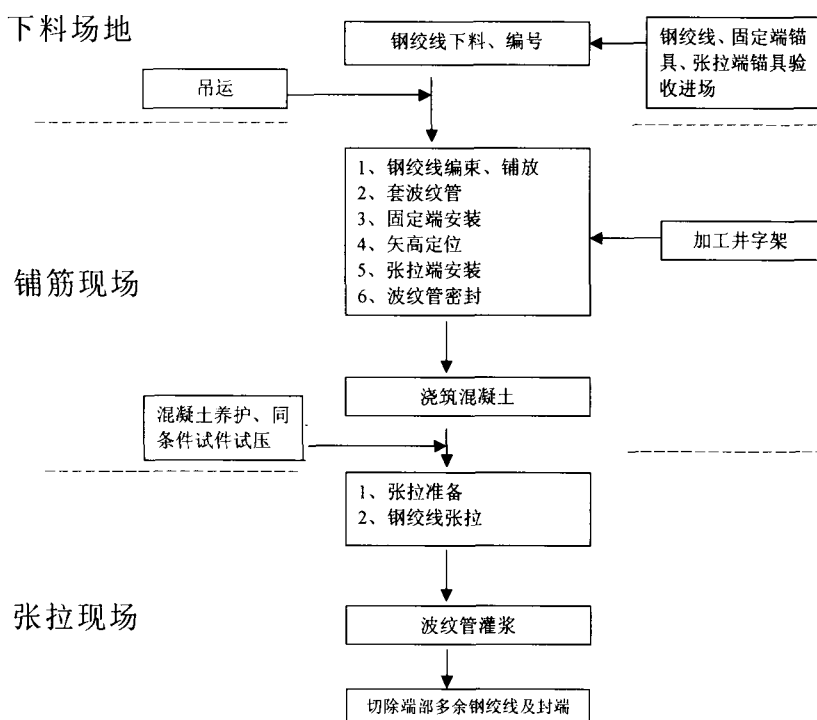 下料场地
钢绞线下料、编号
钢绞线、固定端锚
具、张拉端锚具验
收进场
吊运
1、钢绞线编束、铺放
2、套波纹管
3、固定端安装
4、矢高定位
5、张拉端安装
6、波纹管密封
加工井字架
铺筋现场
浇筑混凝土
混凝土养护、同
条件试件试压
1、张拉准备
2、钢绞线张拉
张拉现场
波纹管灌浆
切除端部多余钢绞线及封端